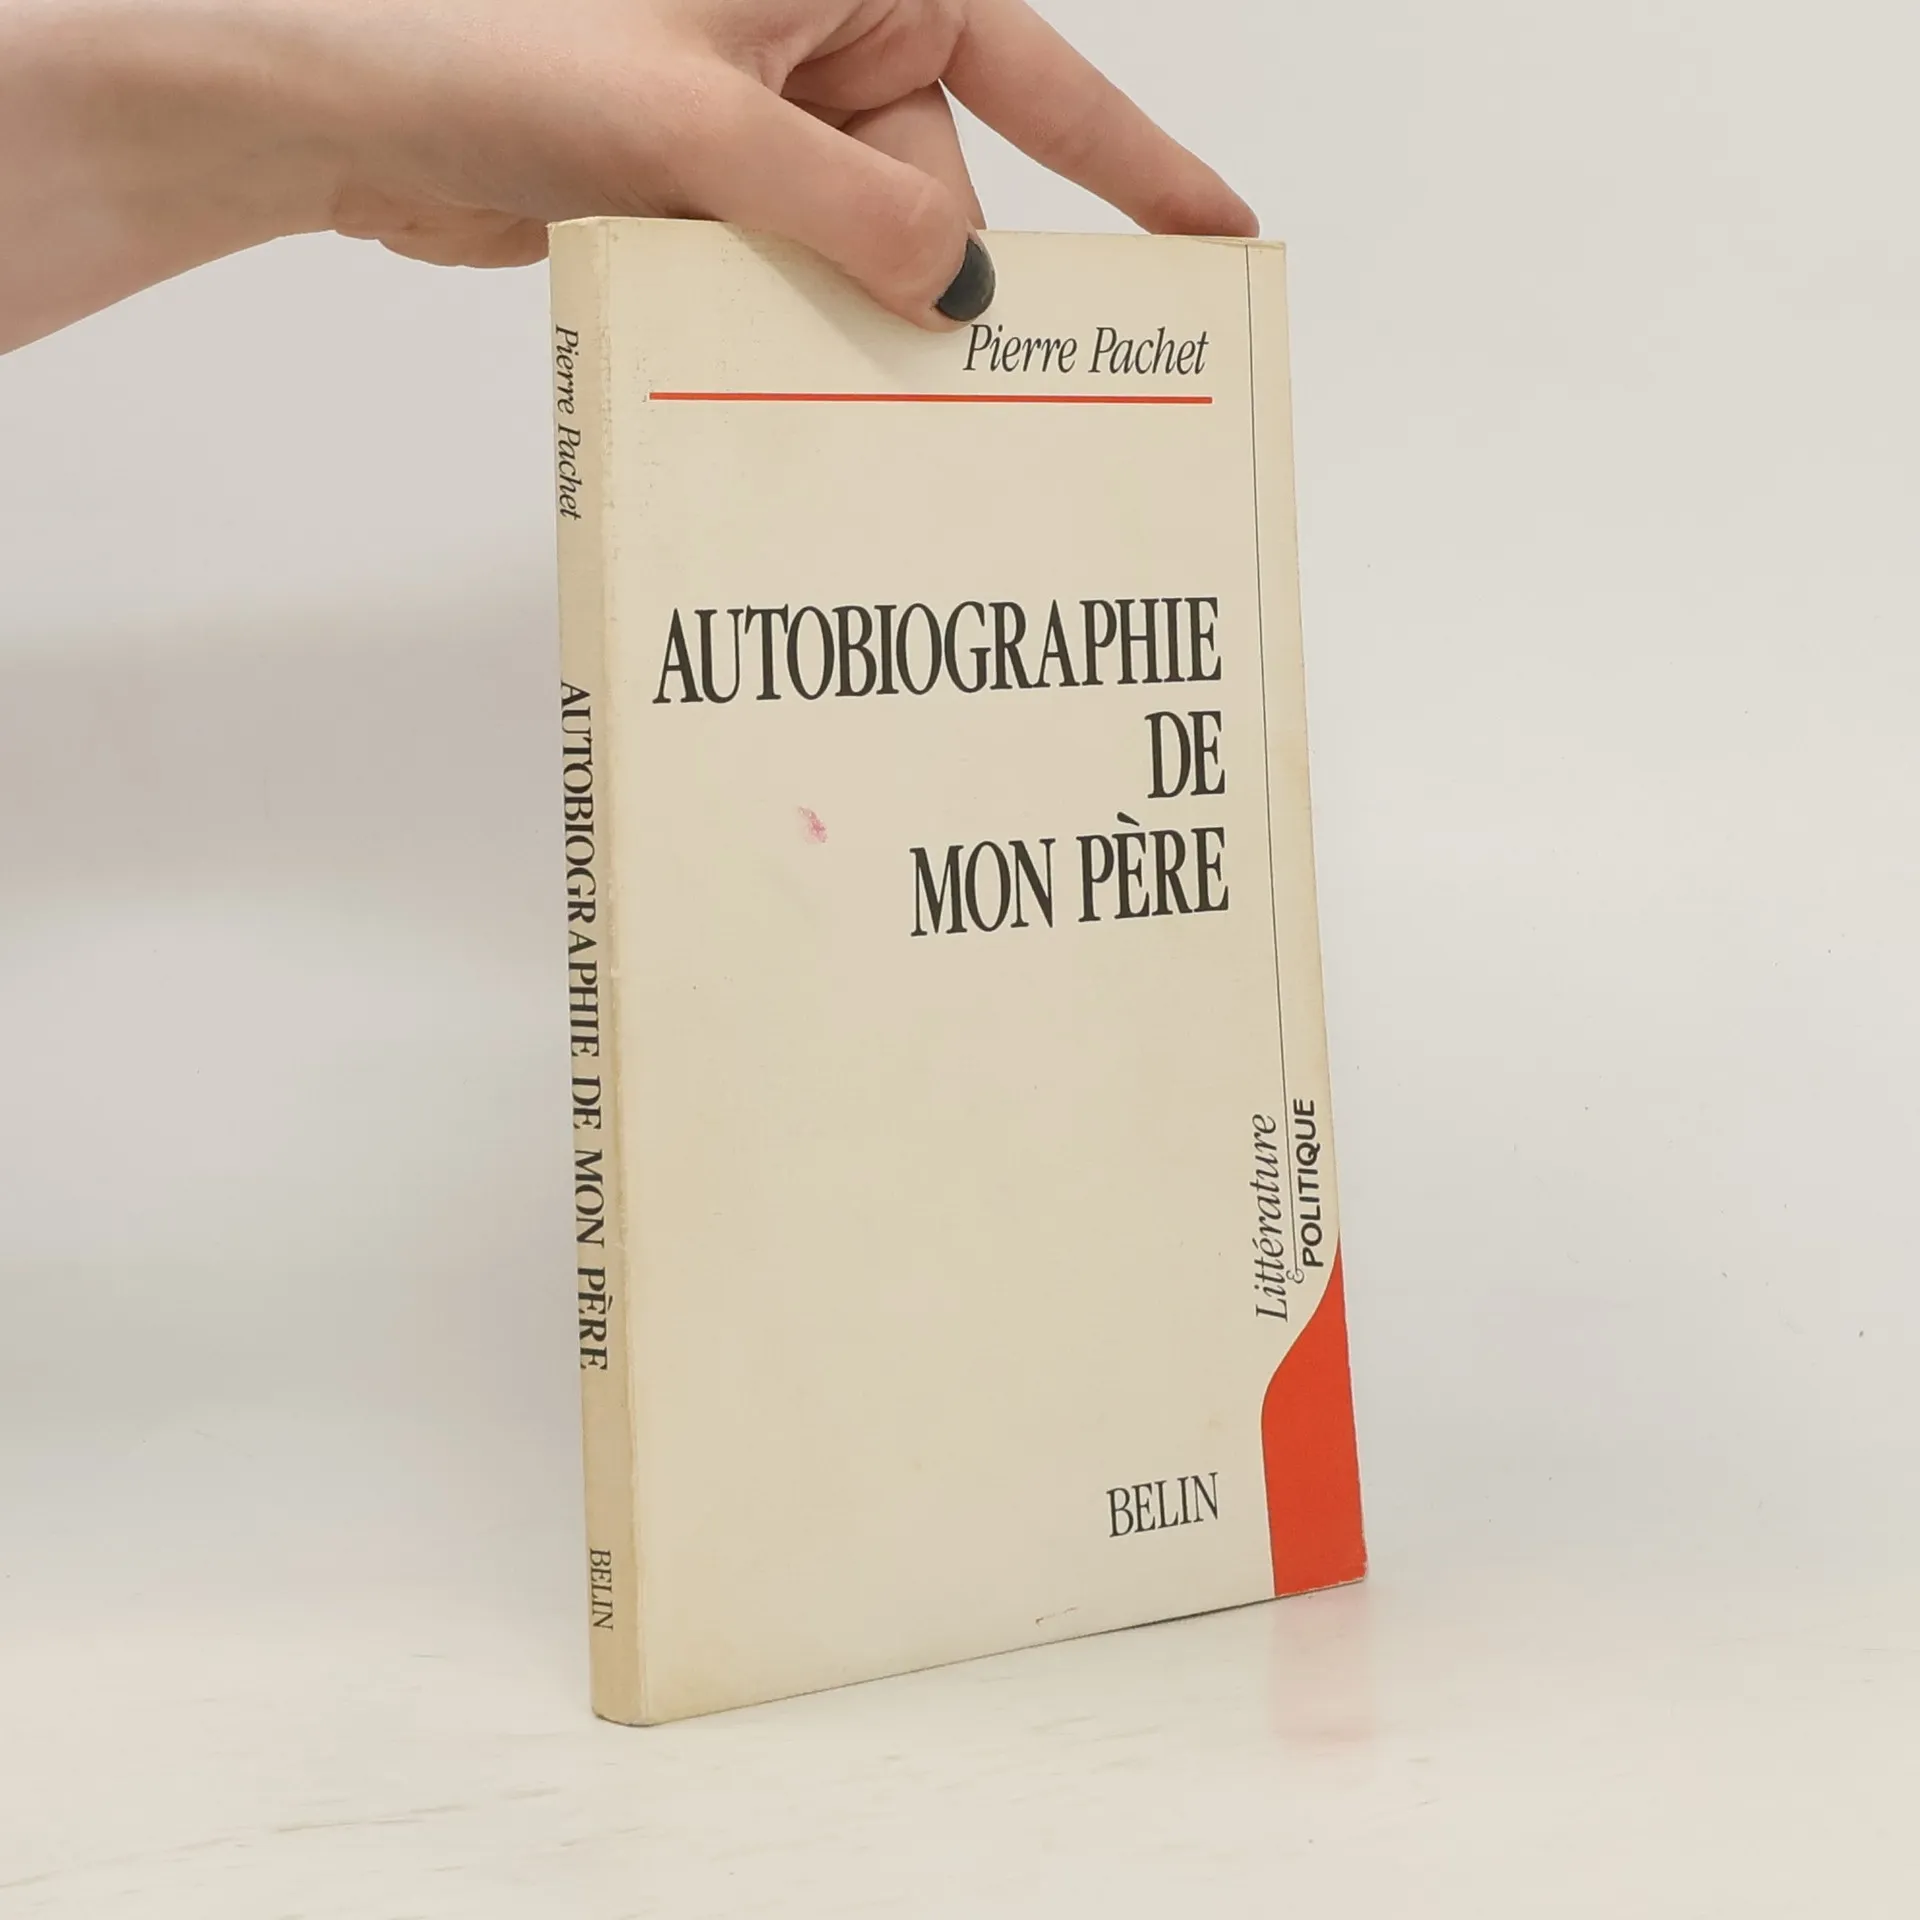 Pierre Pachet
AUTOBIOGRAPHIE
DE
MON PÈRE
Littérature
&
POLITIQUE
BELIN
Pierre Pachet
AUTOBIOGRAPHIE DE MON PÈRE
BELIN